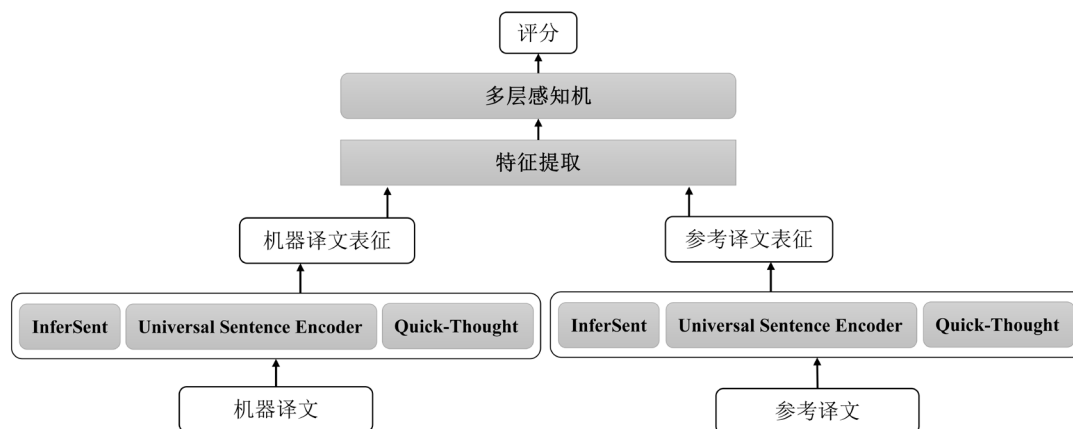 评分
多层感知机
特征提取
机器译文表征 参考译文表征
InferSent Universal Sentence Encoder Quick-Thought InferSent Universal Sentence Encoder Quick-Thought
机器译文 参考译文